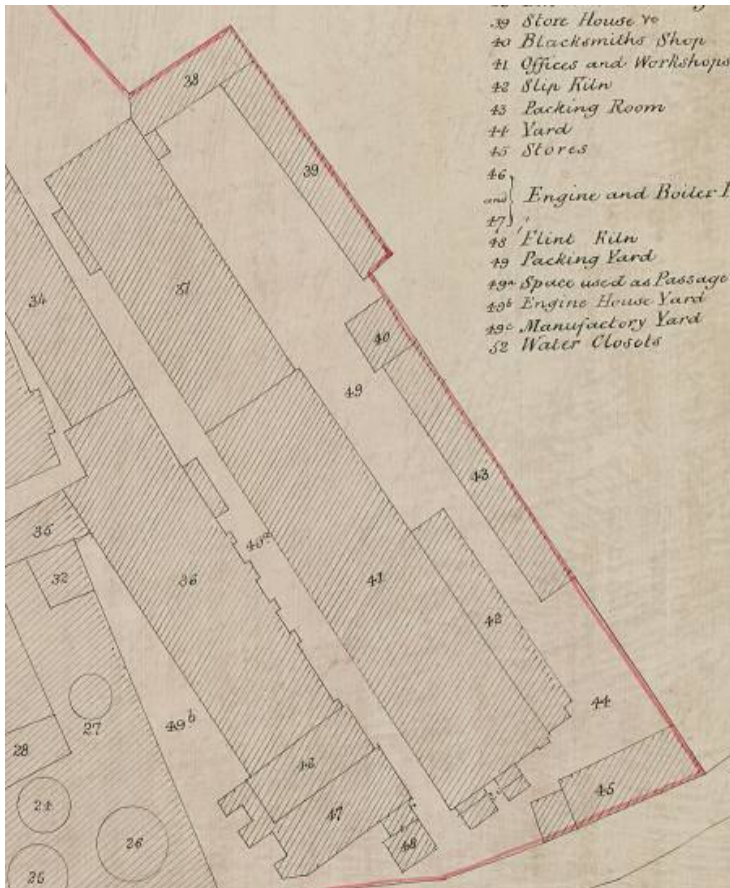 39 Store House &c
40 Blacksmiths Shop
41 Offices and Workshops
42 Slip Kiln
43 Packing Room
44 Yard
45 Stores
46
and } Engine and Boiler
47
48 Flint Kiln
49 Packing Yard
49a Space used as Passage
49b Engine House Yard
49c Manufactory Yard
52 Water Closets
38
39
34
37
40
49
43
35
49a
32
36
41
42
44
27
49b
28
46
45
24
47
26
48
25